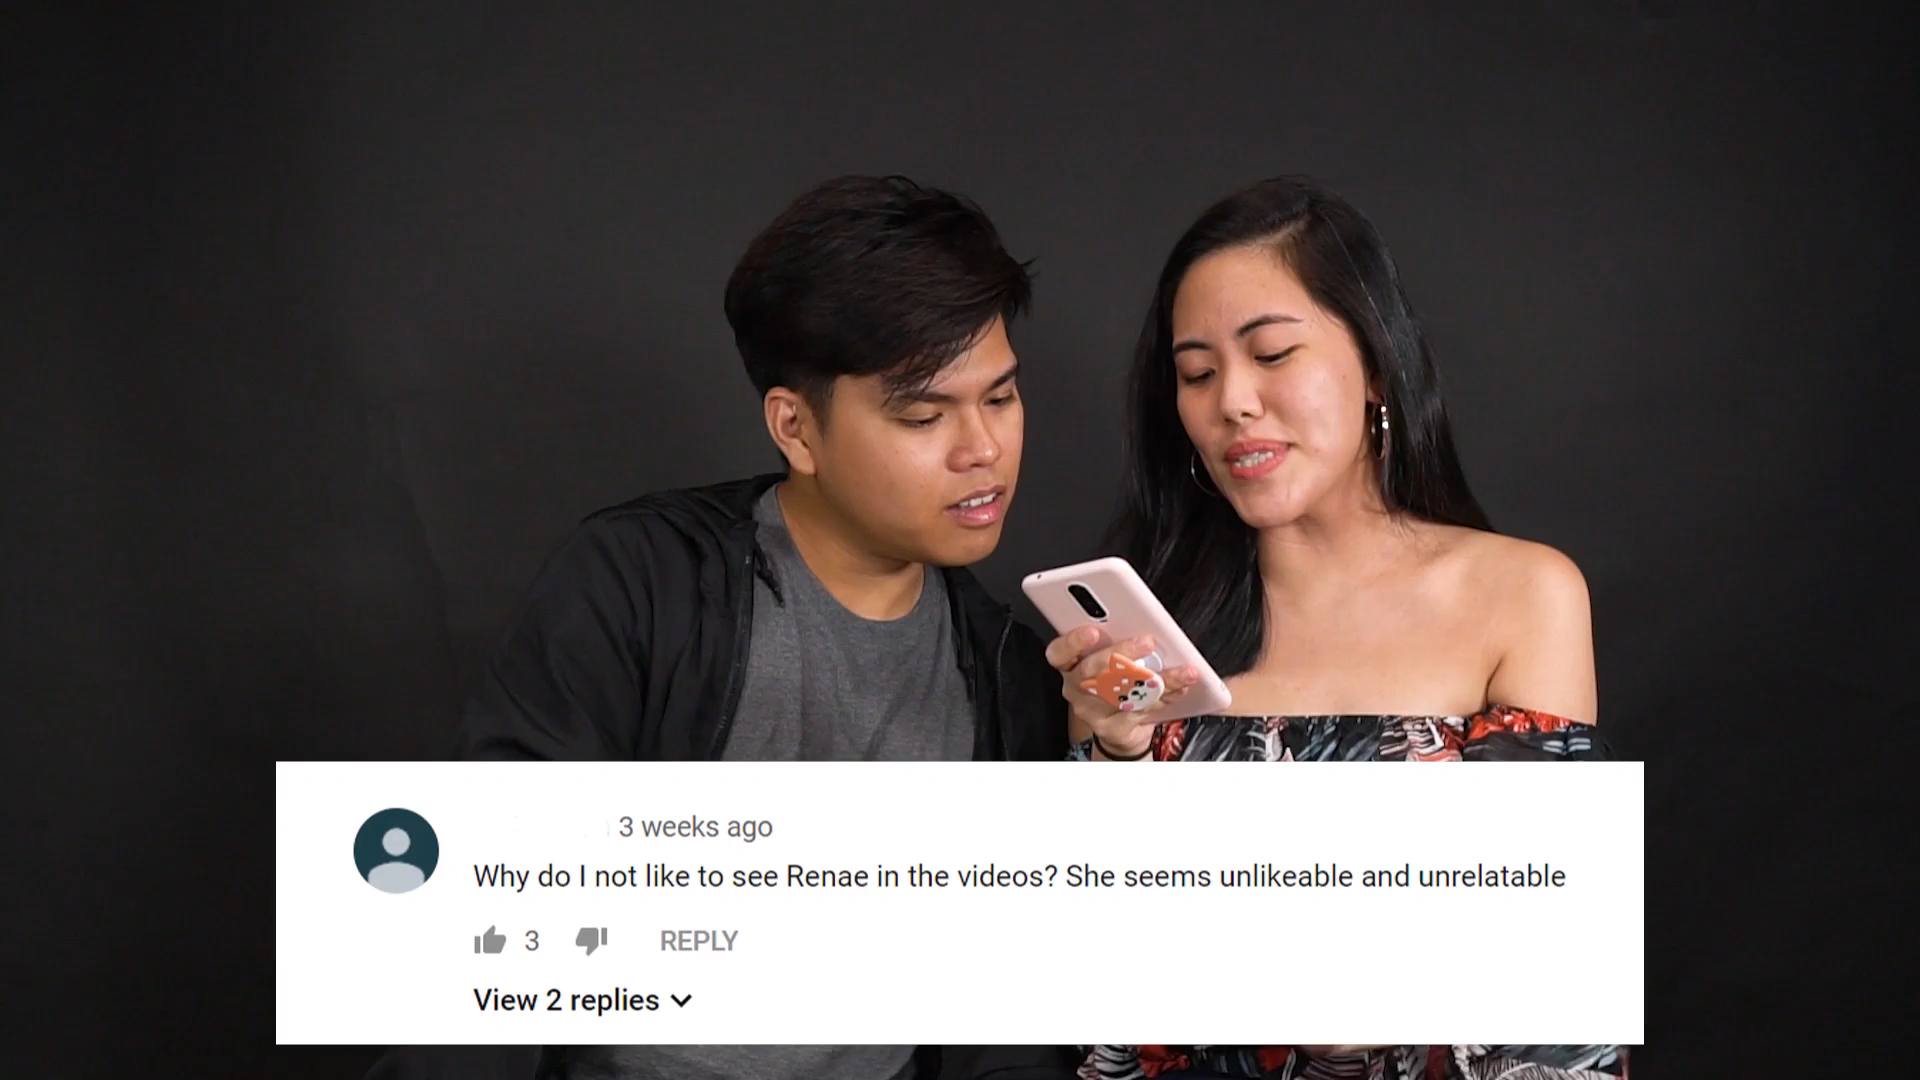 3 weeks ago
Why do I not like to see Renae in the videos? She seems unlikeable and unrelatable
3
REPLY
View 2 replies